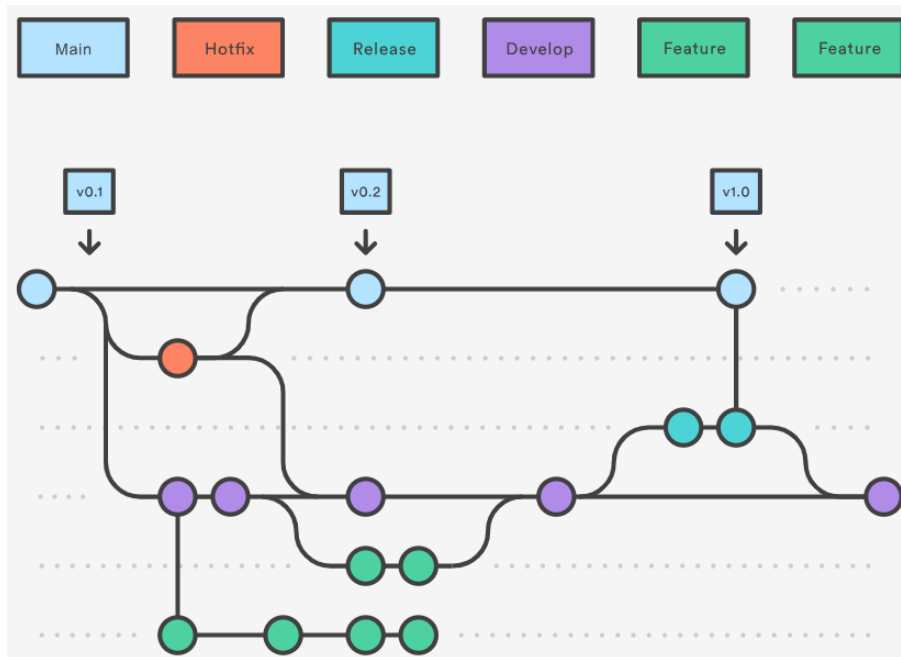 Main
Hotfix
Release
Develop
Feature
Feature
v0.1
v0.2
v1.0